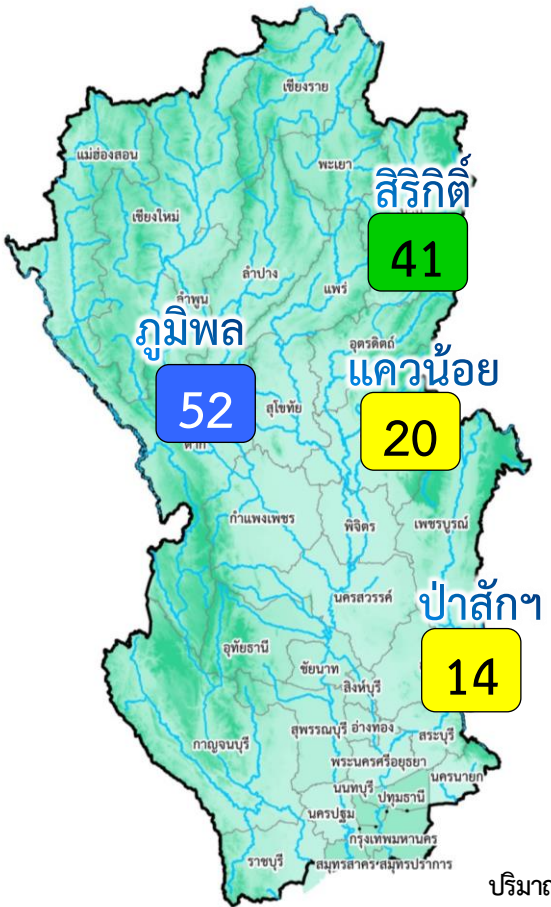 เชียงราย
แม่ฮ่องสอน
พะเยา
สิริกิติ์
41
เชียงใหม่
ลำปาง
แพร่
ลำพูน
ภูมิพล
52
อุตรดิตถ์
แควน้อย
20
สุโขทัย
ตาก
กำแพงเพชร
พิจิตร
เพชรบูรณ์
นครสวรรค์
ป่าสักฯ
14
อุทัยธานี
ชัยนาท
สิงห์บุรี
สุพรรณบุรี อ่างทอง
สระบุรี
กาญจนบุรี
พระนครศรีอยุธยา
นครนายก
นนทบุรี
ปทุมธานี
นครปฐม
กรุงเทพมหานคร
ราชบุรี
สมุทรสาคร สมุทรปราการ